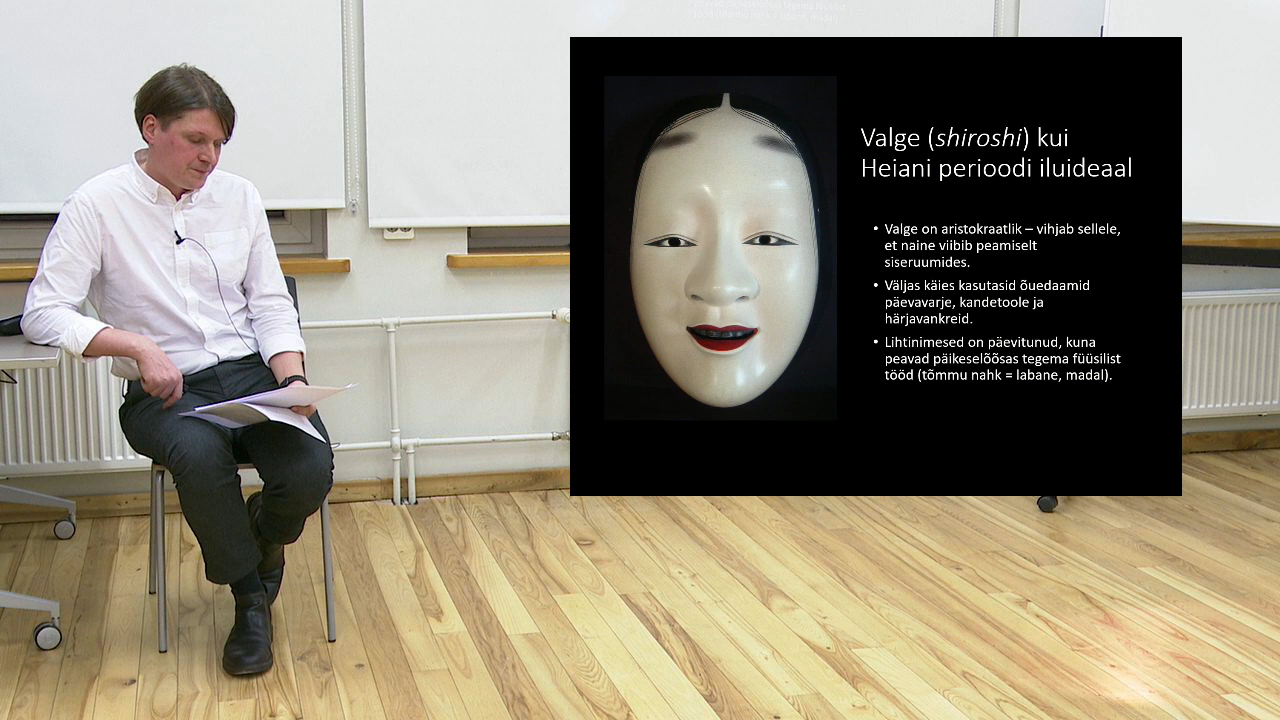 Valge (shiroshi) kui
Heiani perioodi iluideaal
• Valge on aristokraatlik – vihjab sellele,
et naine viibib peamiselt
siseruumides.
• Väljas käies kasutasid õuedaamid
päevavarje, kandetoole ja
härjavankreid.
• Lihtinimesed on päevitunud, kuna
peavad päikeselõõsas tegema füüsilist
tööd (tõmmu nahk = labane, madal).